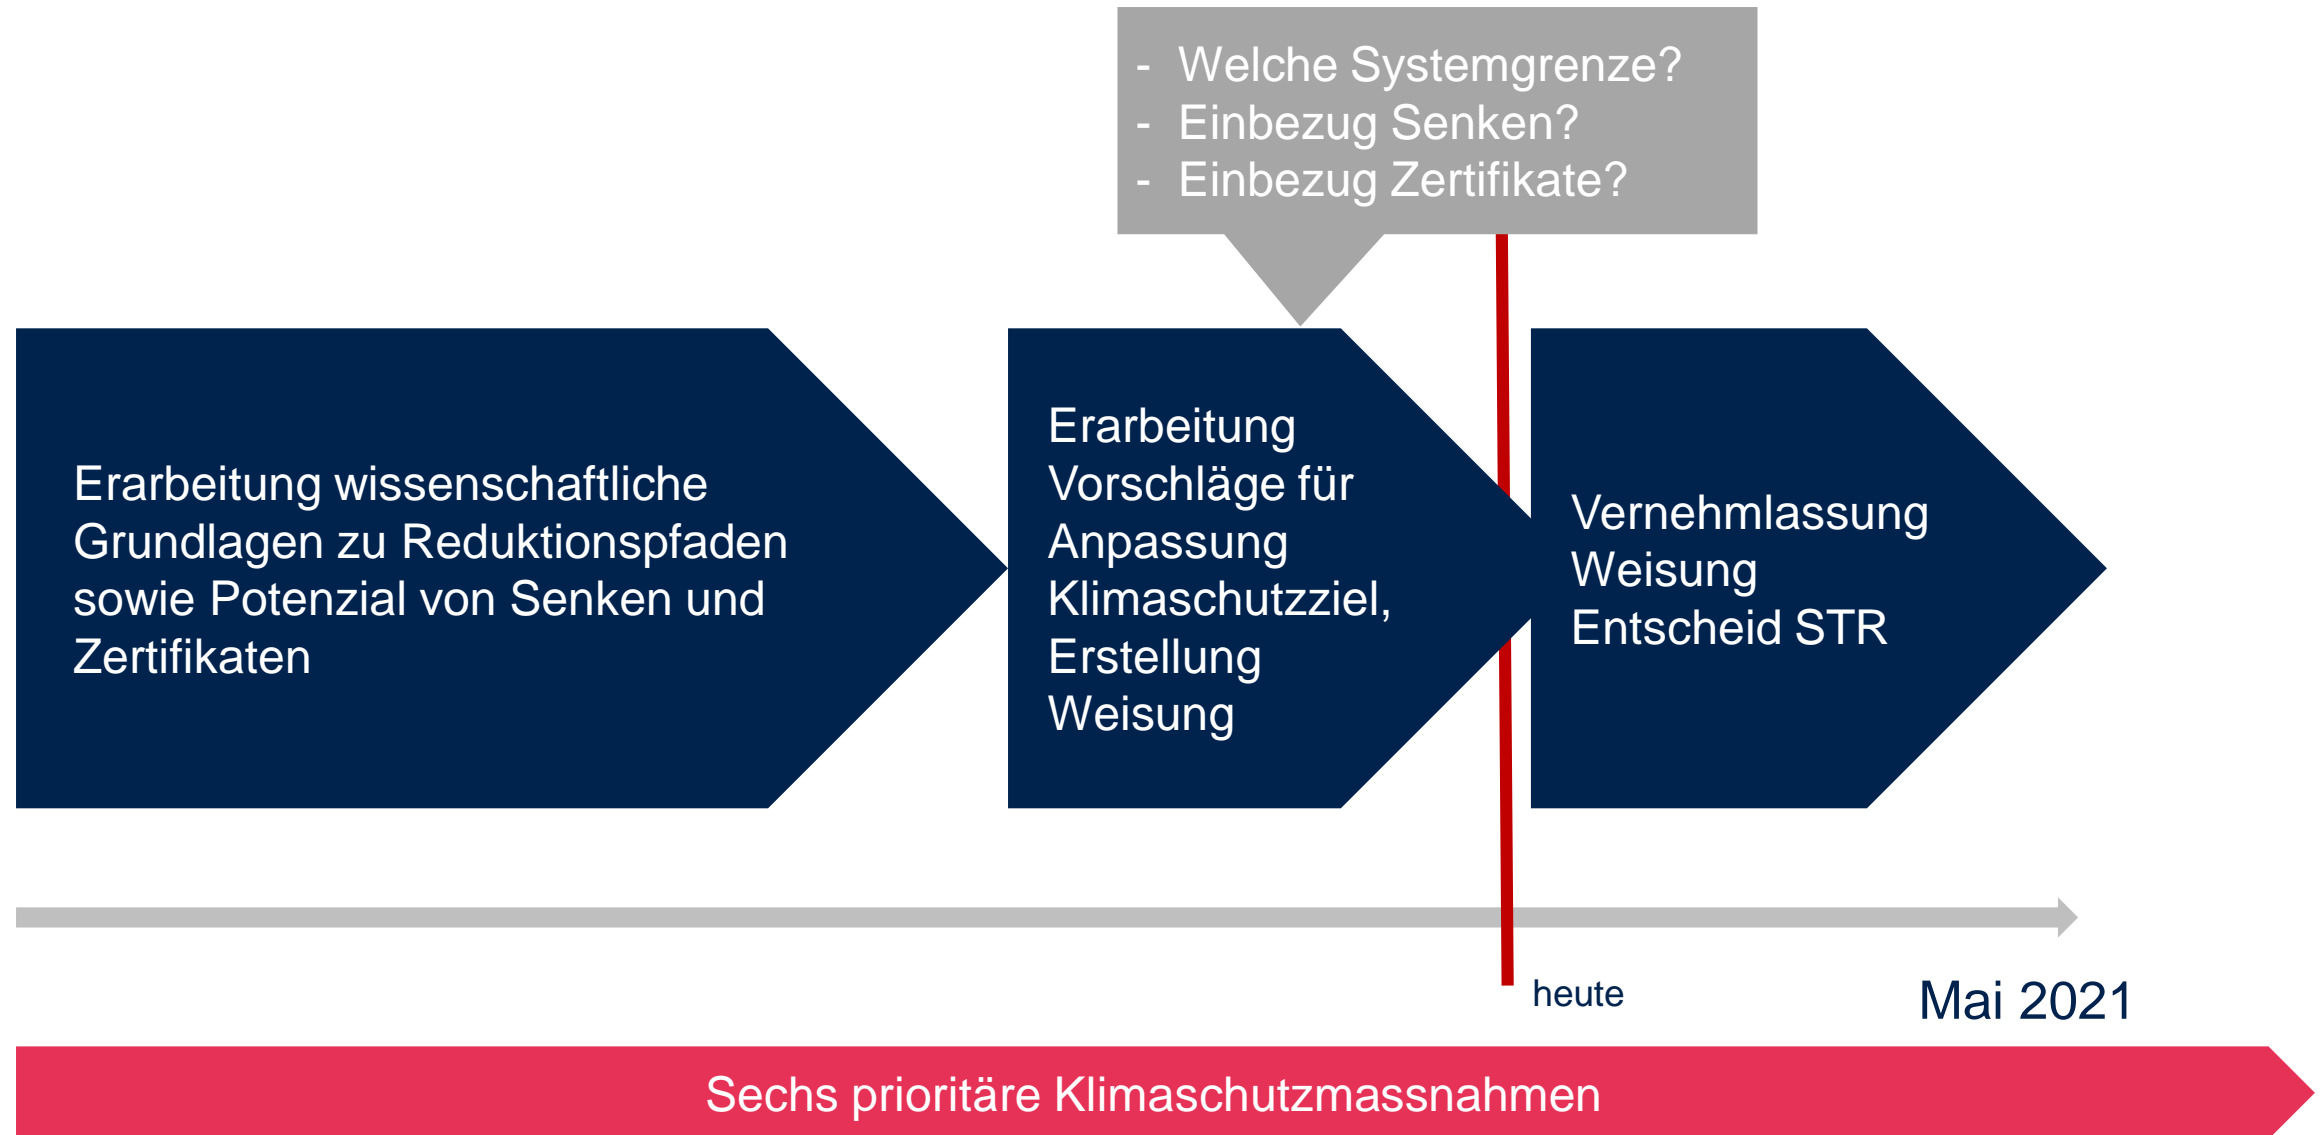 - Welche Systemgrenze?
- Einbezug Senken?
- Einbezug Zertifikate?
Erarbeitung wissenschaftliche
Grundlagen zu Reduktionspfaden
sowie Potenzial von Senken und
Zertifikaten
Erarbeitung
Vorschläge für
Anpassung
Klimaschutzziel,
Erstellung
Weisung
Vernehmlassung
Weisung
Entscheid STR
heute
Mai 2021
Sechs prioritäre Klimaschutzmassnahmen